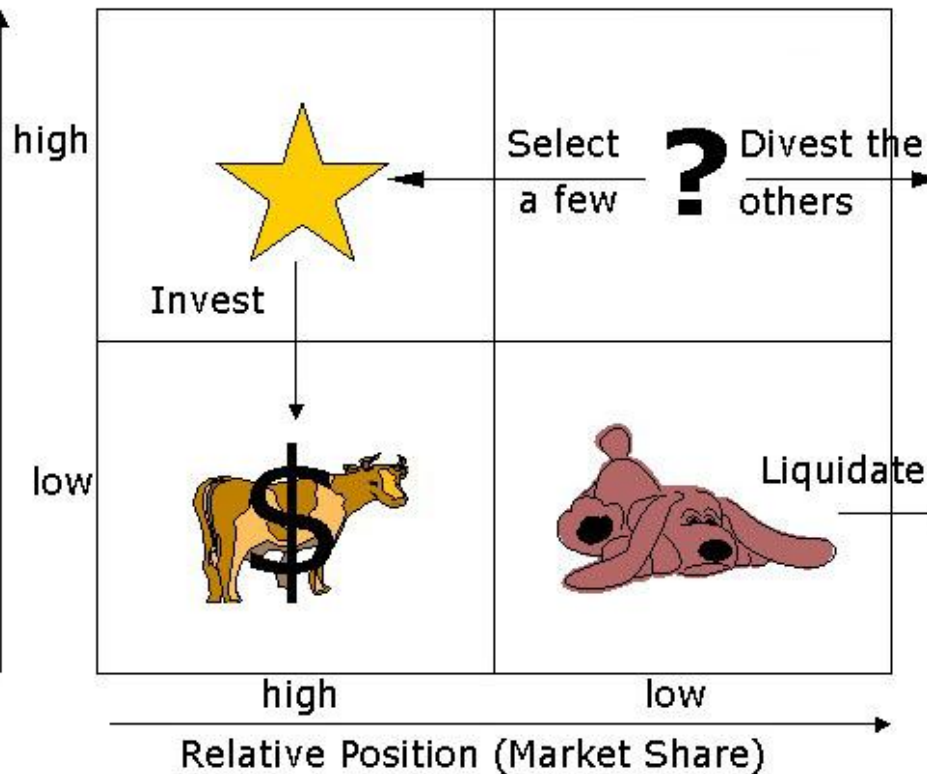 high
Select
a few
?
Divest the
others
Invest
low
$
Liquidate
high
low
Relative Position (Market Share)